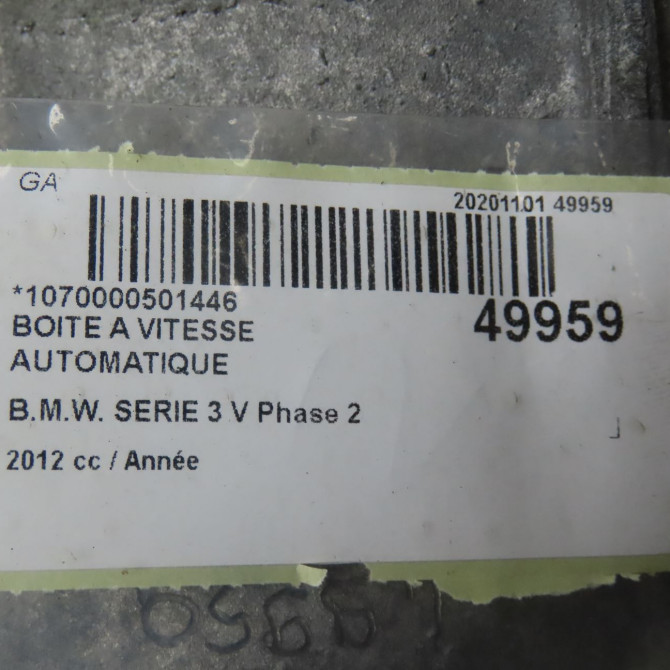 GA
20201101 49959
*1070000501446
49959
BOITE A VITESSE
AUTOMATIQUE
B.M.W. SERIE 3 V Phase 2
2012 cc / Année